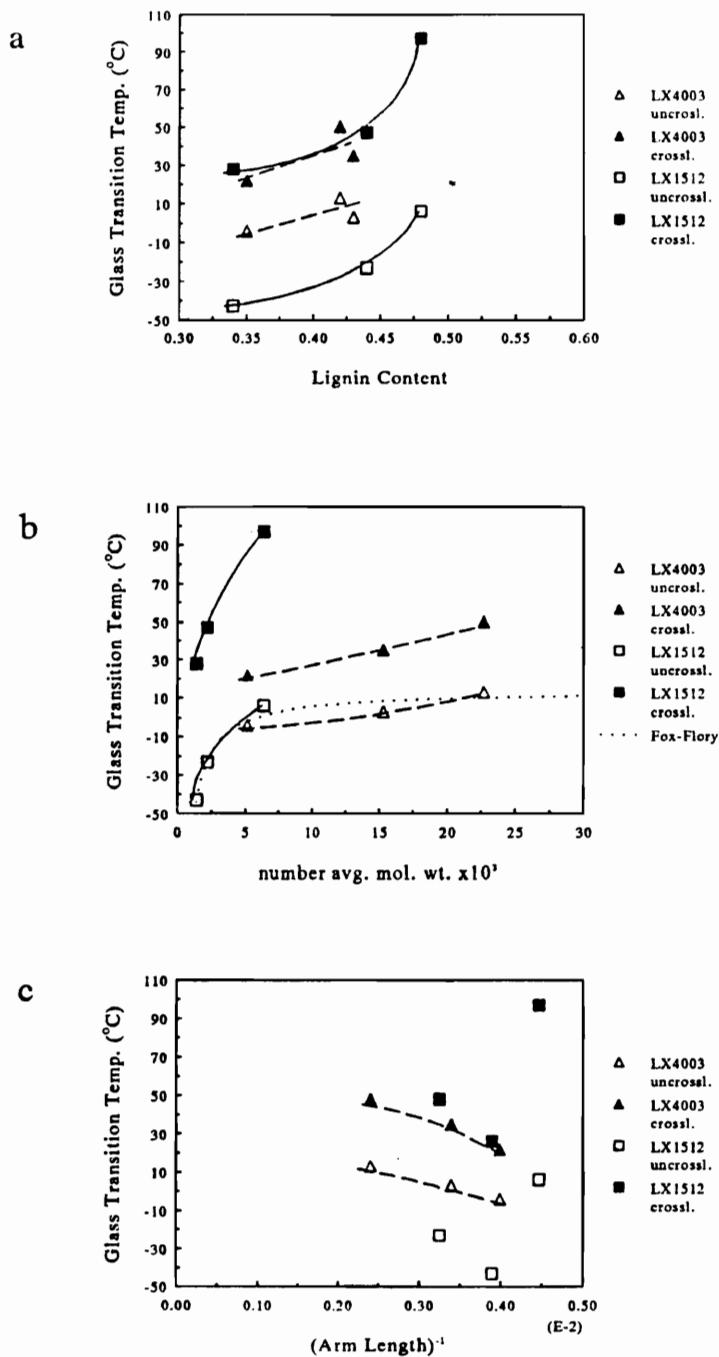 a
Glass Transition Temp. (°C)
110
90
70
50
30
10
-10
-30
-50
0.30 0.35 0.40 0.45 0.50 0.55 0.60
Lignin Content
LX4003
uncrosl.
LX4003
crossl.
LX1512
uncrossl.
LX1512
crossl.
b
Glass Transition Temp. (°C)
110
90
70
50
30
10
-10
-30
-50
0 5 10 15 20 25 30
number avg. mol. wt. x10³
LX4003
uncrosl.
LX4003
crossl.
LX1512
uncrossl.
LX1512
crossl.
Fox-Flory
c
Glass Transition Temp. (°C)
110
90
70
50
30
10
-10
-30
-50
0.00 0.10 0.20 0.30 0.40 0.50
(E-2)
(Arm Length)⁻¹
LX4003
uncrosl.
LX4003
crossl.
LX1512
uncrossl.
LX1512
crossl.